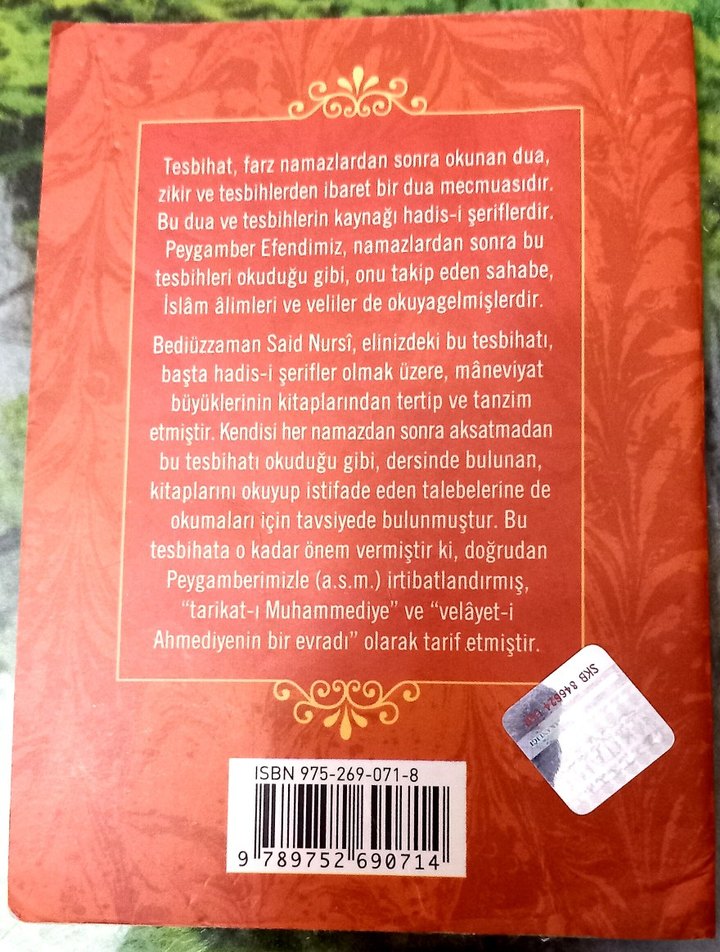 Tesbihat, farz namazlardan sonra okunan dua,
zikir ve tesbihlerden ibaret bir dua mecmuasıdır.
Bu dua ve tesbihlerin kaynağı hadis-i şeriflerdir.
Peygamber Efendimiz, namazlardan sonra bu
tesbihleri okuduğu gibi, onu takip eden sahabe,
İslâm âlimleri ve veliler de okuyagelmişlerdir.
Bediüzzaman Said Nursî, elinizdeki bu tesbihatı,
başta hadis-i şerifler olmak üzere, mâneviyat
büyüklerinin kitaplarından tertip ve tanzim
etmiştir. Kendisi her namazdan sonra aksatmadan
bu tesbihatı okuduğu gibi, dersinde bulunan,
kitaplarını okuyup istifade eden talebelerine de
okumaları için tavsiyede bulunmuştur. Bu
tesbihata o kadar önem vermiştir ki, doğrudan
Peygamberimizle (a.s.m.) irtibatlandırmış,
“tarikat-ı Muhammediye” ve “velâyet-i
Ahmediyenin bir evradı” olarak tarif etmiştir.
SKB
ISBN 975-269-071-8
9 789752 690714